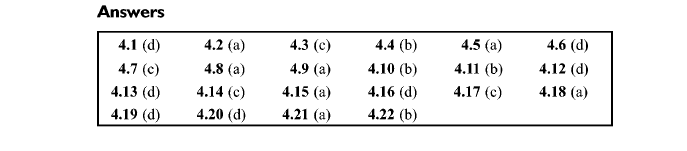 Answers
4.1 (d) 4.2 (a) 4.3 (c) 4.4 (b) 4.5 (a) 4.6 (d)
4.7 (c) 4.8 (a) 4.9 (a) 4.10 (b) 4.11 (b) 4.12 (d)
4.13 (d) 4.14 (c) 4.15 (a) 4.16 (d) 4.17 (c) 4.18 (a)
4.19 (d) 4.20 (d) 4.21 (a) 4.22 (b)